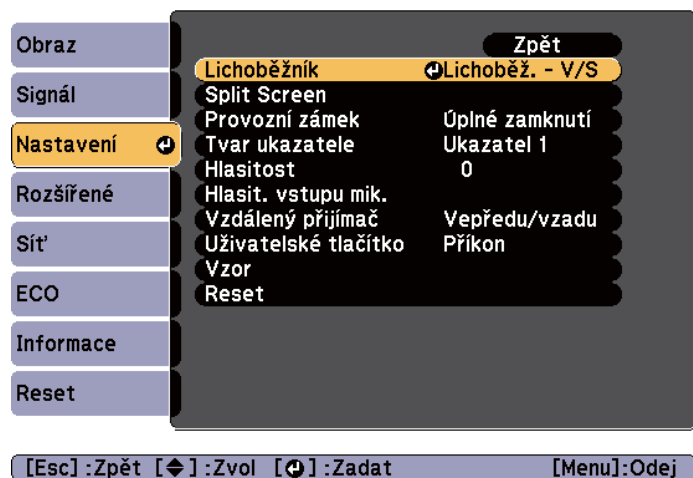 Obraz
Signál
Nastavení
Rozšířené
Síť
ECO
Informace
Reset
Zpět
Lichoběžník Lichoběž. - V/S
Split Screen
Provozní zámek Úplné zamknutí
Tvar ukazatele Ukazatel 1
Hlasitost 0
Hlasit. vstupu mik.
Vzdálený přijímač Vepředu/vzadu
Uživatelské tlačítko Příkon
Vzor
Reset
[Esc] :Zpět [◆] :Zvol [⏎] :Zadat [Menu]:Odej